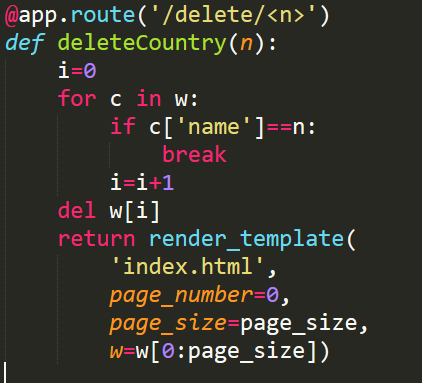 @app.route('/delete/<n>')
def deleteCountry(n):
    i=0
    for c in w:
        if c['name']==n:
            break
        i=i+1
    del w[i]
    return render_template(
        'index.html',
        page_number=0,
        page_size=page_size,
        w=w[0:page_size])